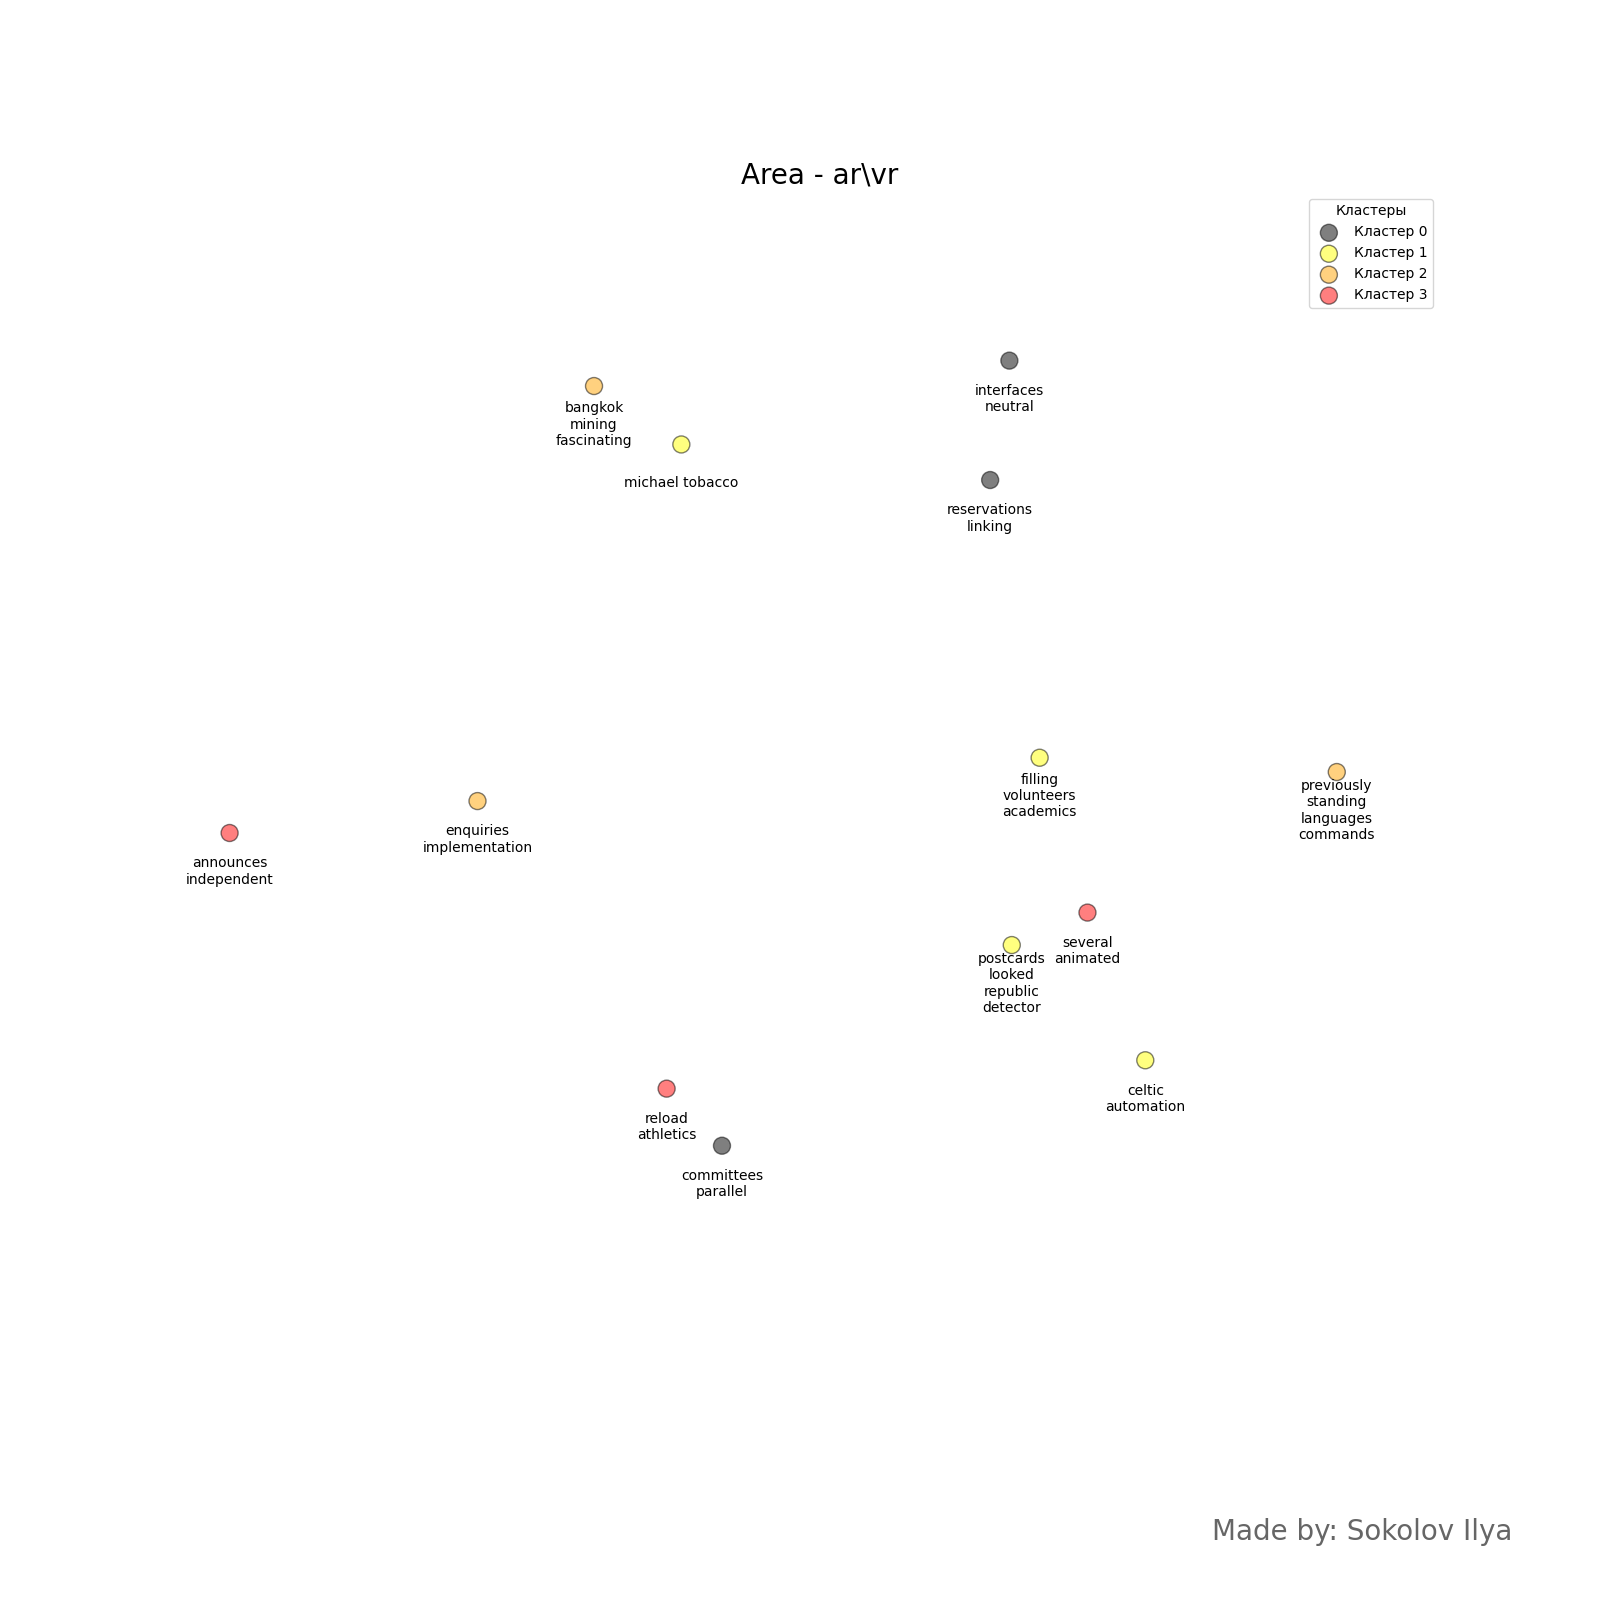 Area - ar\vr
Кластеры
Кластер 0
Кластер 1
Кластер 2
Кластер 3
interfaces
neutral
bangkok
mining
fascinating
michael tobacco
reservations
linking
filling
volunteers
academics
previously
standing
languages
commands
enquiries
implementation
announces
independent
several
animated
postcards
looked
republic
detector
celtic
automation
reload
athletics
committees
parallel
Made by: Sokolov Ilya